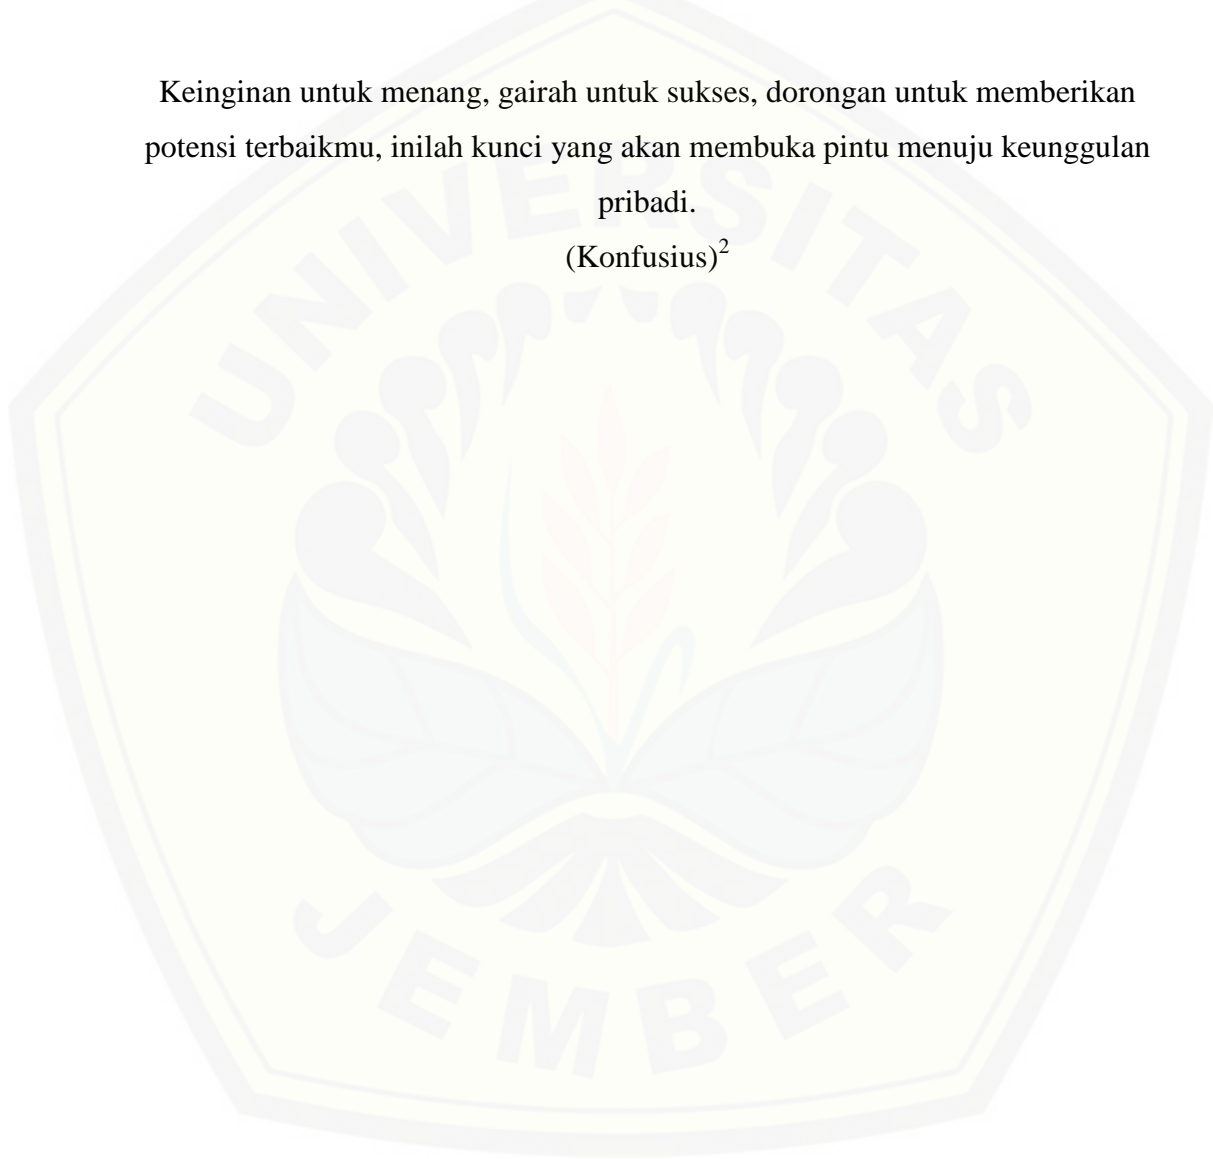 Keinginan untuk menang, gairah untuk sukses, dorongan untuk memberikan
potensi terbaikmu, inilah kunci yang akan membuka pintu menuju keunggulan
pribadi.
(Konfusius)²
UNIVERSITAS
JEMBER